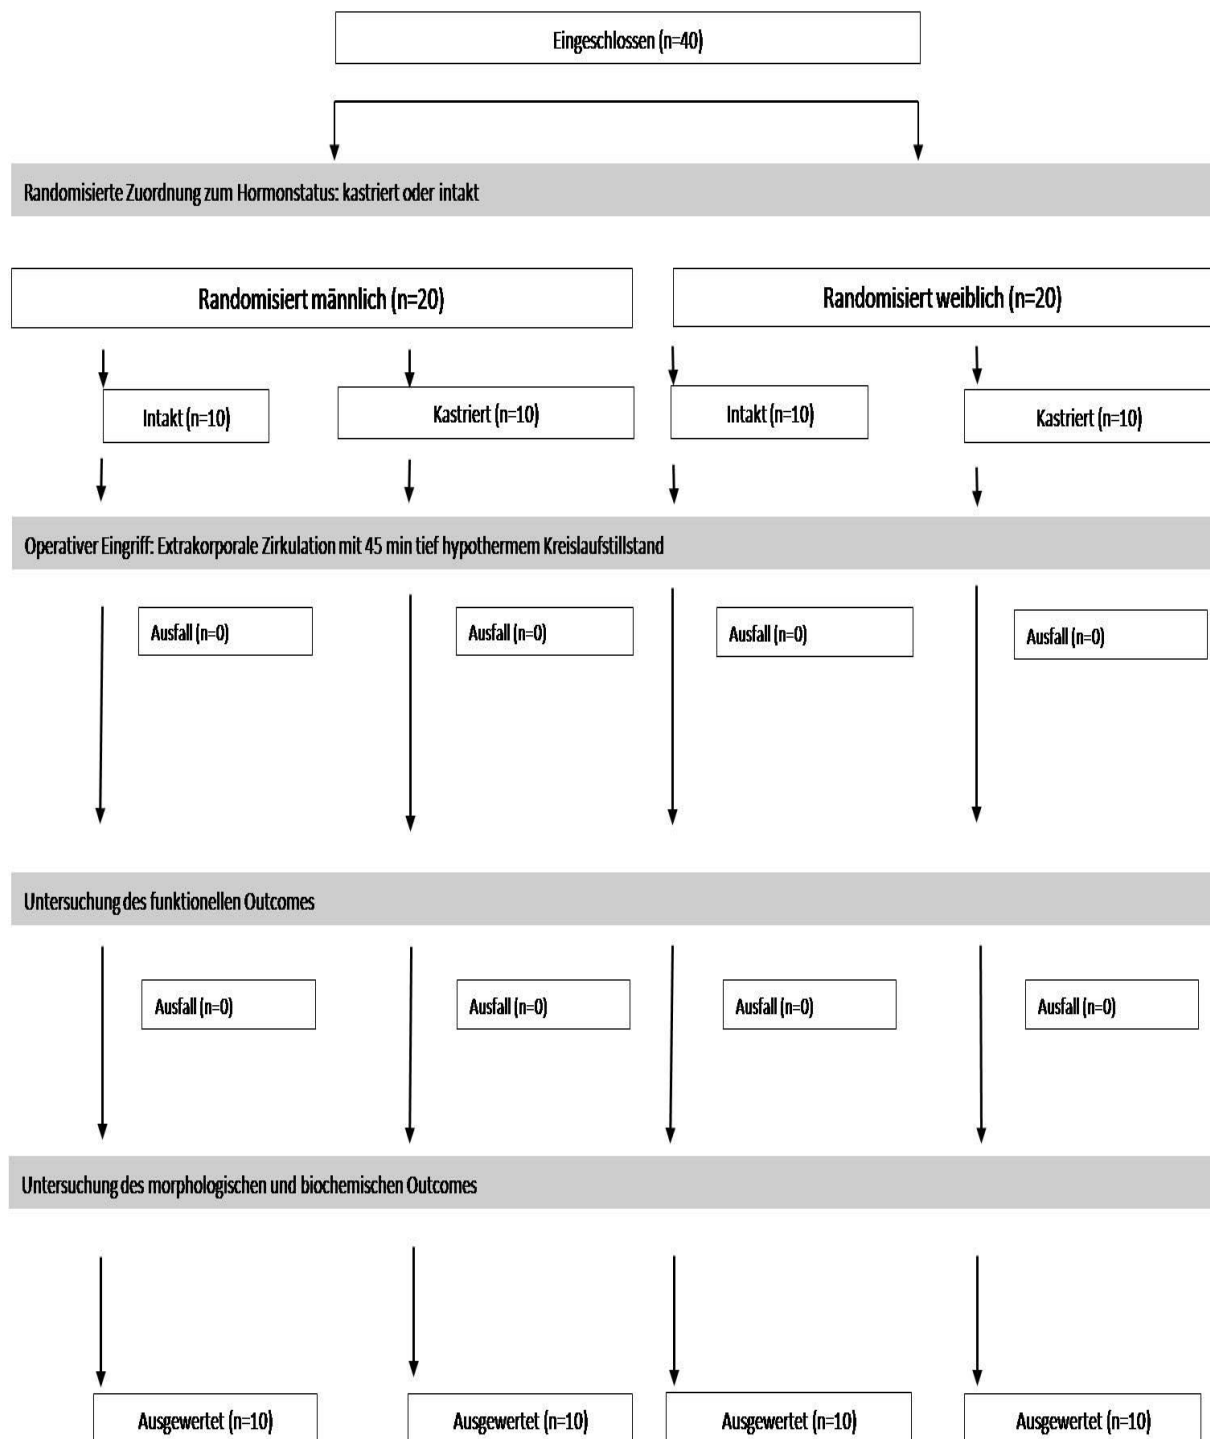 Eingeschlossen (n=40)
Randomisierte Zuordnung zum Hormonstatus: kastriert oder intakt
Randomisiert männlich (n=20)
Randomisiert weiblich (n=20)
Intakt (n=10)
Kastriert (n=10)
Intakt (n=10)
Kastriert (n=10)
Operativer Eingriff: Extrakorporale Zirkulation mit 45 min tief hypothermem Kreislaufstillstand
Ausfall (n=0)
Ausfall (n=0)
Ausfall (n=0)
Ausfall (n=0)
Untersuchung des funktionellen Outcomes
Ausfall (n=0)
Ausfall (n=0)
Ausfall (n=0)
Ausfall (n=0)
Untersuchung des morphologischen und biochemischen Outcomes
Ausgewertet (n=10)
Ausgewertet (n=10)
Ausgewertet (n=10)
Ausgewertet (n=10)